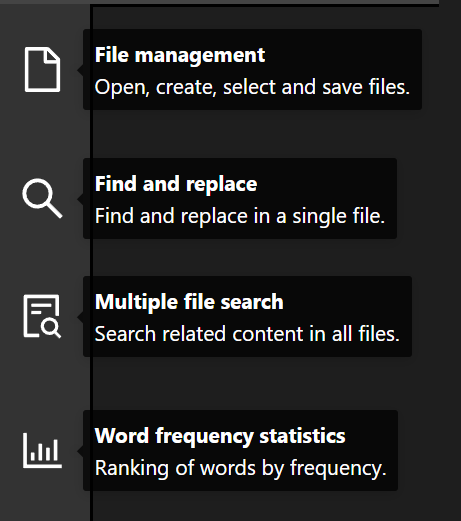 File management
Open, create, select and save files.
Find and replace
Find and replace in a single file.
Multiple file search
Search related content in all files.
Word frequency statistics
Ranking of words by frequency.